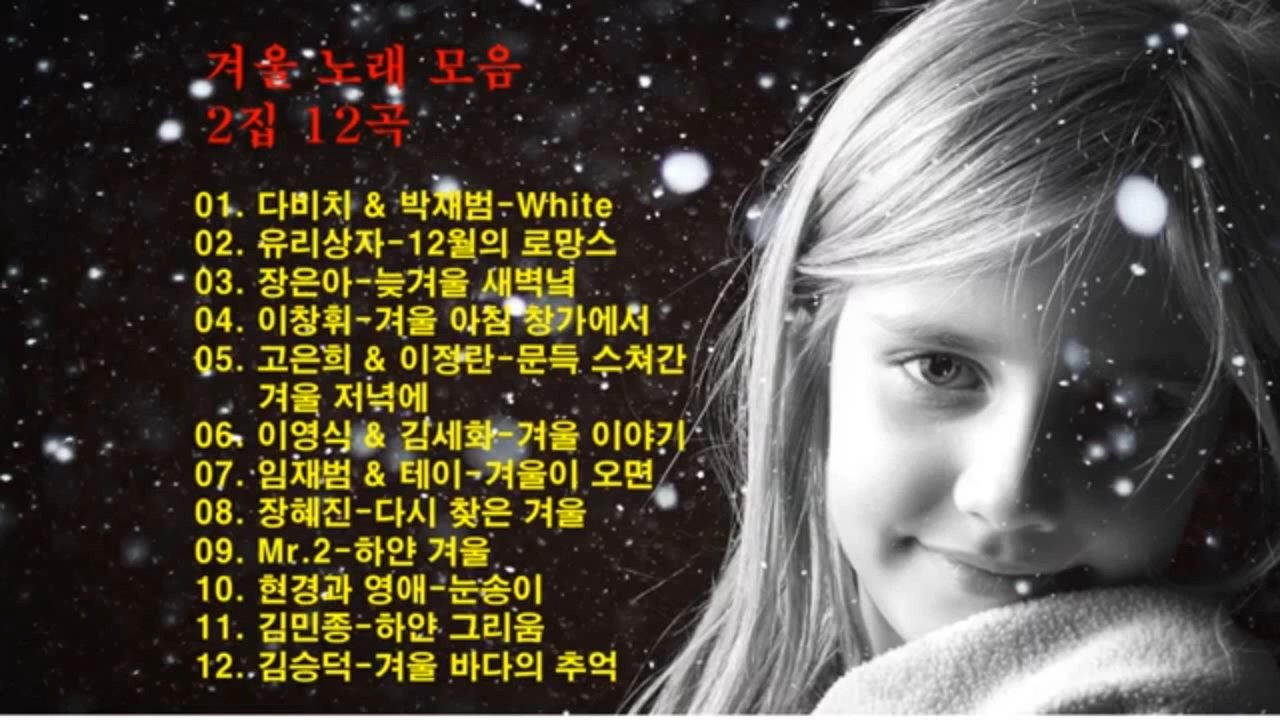 겨울 노래 모음
2집 12곡
01. 다비치 & 박재범-White
02. 유리상자-12월의 로망스
03. 장은아-늦겨울 새벽녘
04. 이창휘-겨울 아침 창가에서
05. 고은희 & 이정란-문득 스쳐간
겨울 저녁에
06. 이영식 & 김세화-겨울 이야기
07. 임재범 & 테이-겨울이 오면
08. 장혜진-다시 찾은 겨울
09. Mr.2-하얀 겨울
10. 현경과 영애-눈송이
11. 김민종-하얀 그리움
12. 김승덕-겨울 바다의 추억